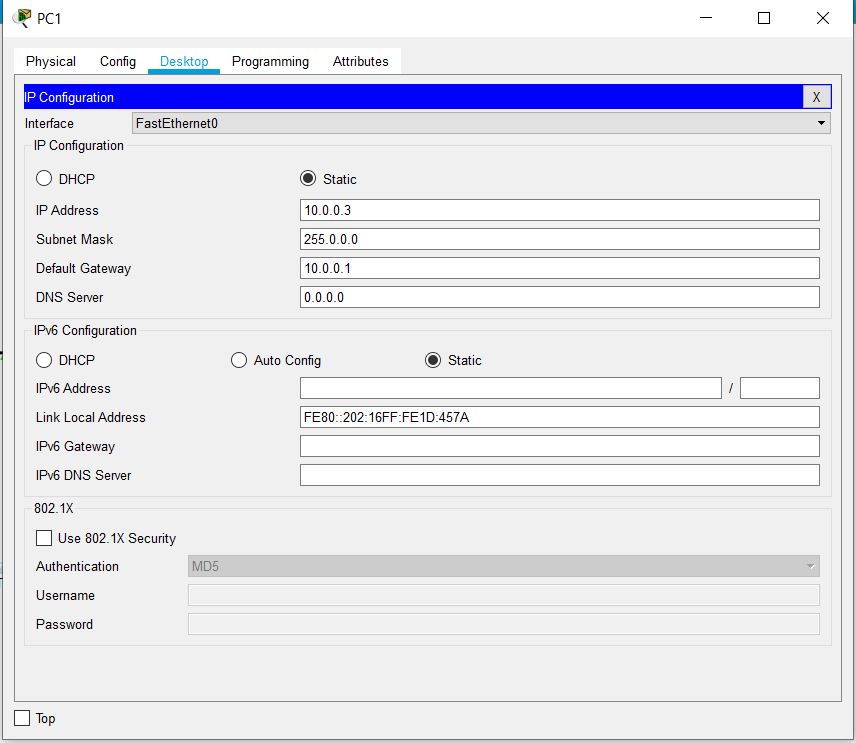 PC1
Physical Config Desktop Programming Attributes
IP Configuration X
Interface FastEthernet0
IP Configuration
DHCP Static
IP Address 10.0.0.3
Subnet Mask 255.0.0.0
Default Gateway 10.0.0.1
DNS Server 0.0.0.0
IPv6 Configuration
DHCP Auto Config Static
IPv6 Address /
Link Local Address FE80::202:16FF:FE1D:457A
IPv6 Gateway
IPv6 DNS Server
802.1X
Use 802.1X Security
Authentication MD5
Username
Password
Top